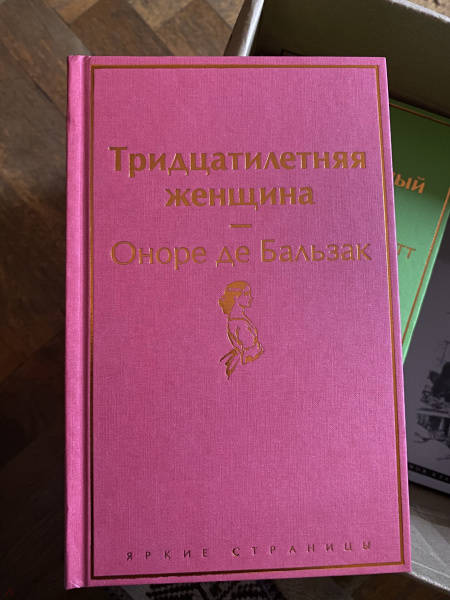 Тридцатилетняя
женщина
—
Оноре де Бальзак
ЯРКИЕ СТРАНИЦЫ